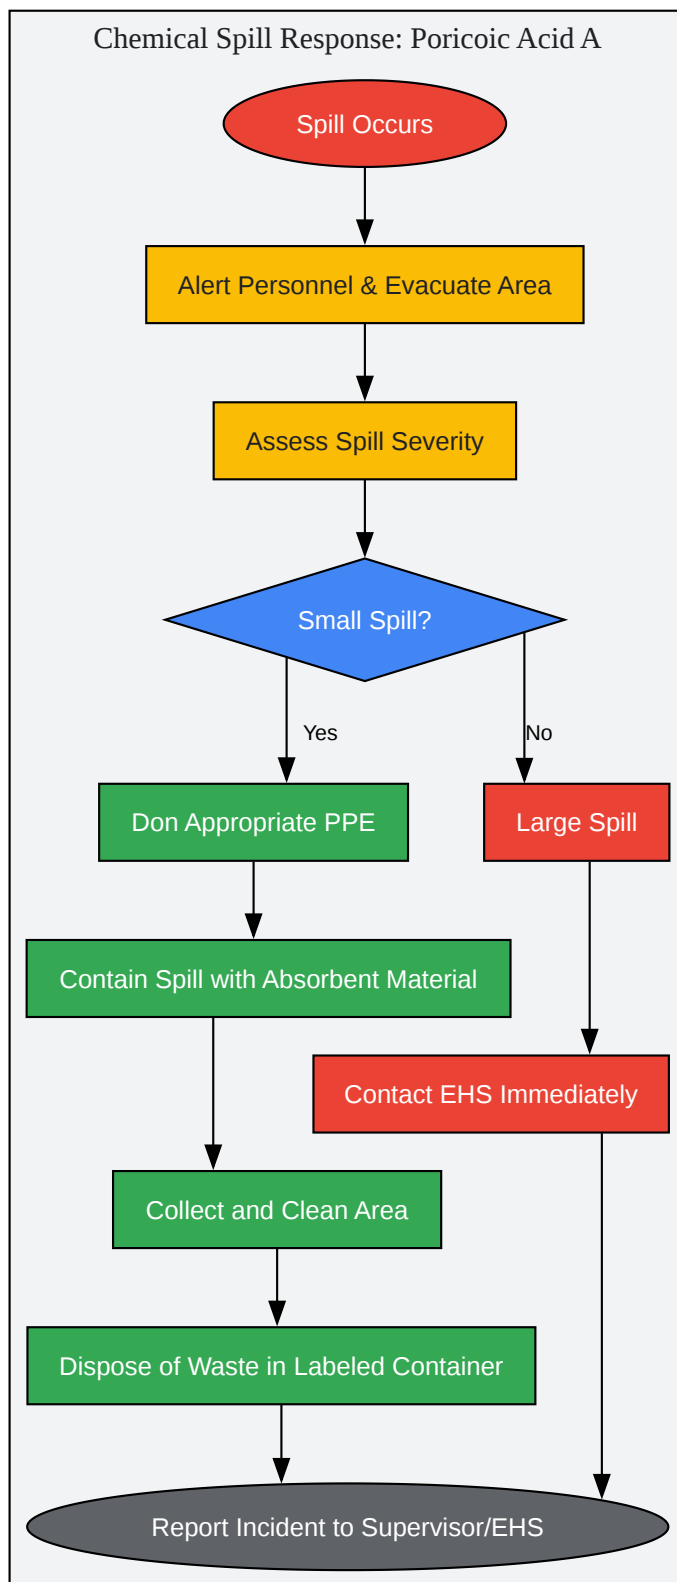 Chemical Spill Response: Poricoic Acid A
Spill Occurs
Alert Personnel & Evacuate Area
Assess Spill Severity
Small Spill?
Yes
No
Don Appropriate PPE
Large Spill
Contain Spill with Absorbent Material
Contact EHS Immediately
Collect and Clean Area
Dispose of Waste in Labeled Container
Report Incident to Supervisor/EHS